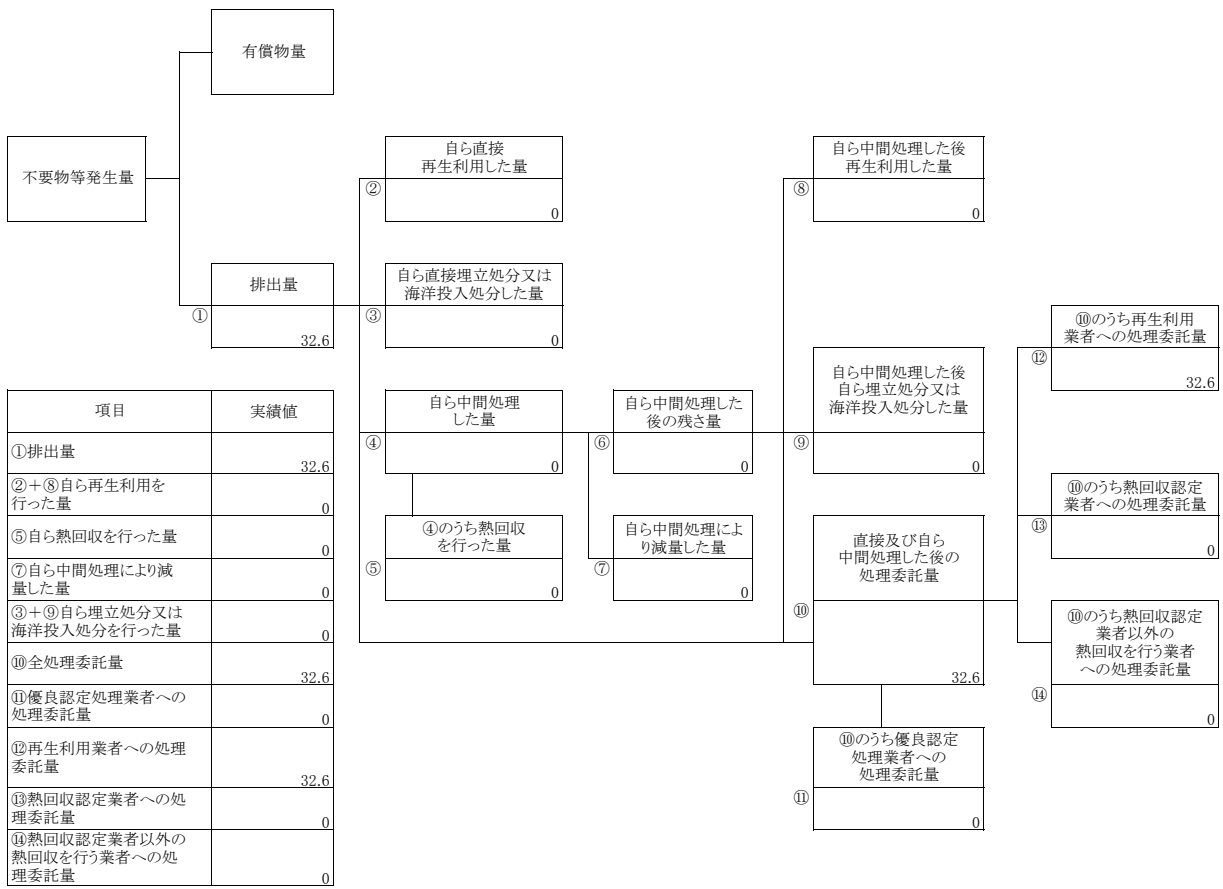 有償物量
不要物等発生量
排出量
①
32.6
自ら直接
再生利用した量
②
0
自ら直接埋立処分又は
海洋投入処分した量
③
0
自ら中間処理
した量
④
0
④のうち熱回収
を行った量
⑤
0
自ら中間処理した
後の残さ量
⑥
0
自ら中間処理によ
り減量した量
⑦
0
自ら中間処理した後
再生利用した量
⑧
0
自ら中間処理した後
自ら埋立処分又は
海洋投入処分した量
⑨
0
直接及び自ら
中間処理した後の
処理委託量
⑩
32.6
⑩のうち優良認定
処理業者への
処理委託量
⑪
0
⑩のうち再生利用
業者への処理委託量
⑫
32.6
⑩のうち熱回収認定
業者への処理委託量
⑬
0
⑩のうち熱回収認定
業者以外の
熱回収を行う業者
への処理委託量
⑭
0
項目 実績値
①排出量
32.6
②+⑧自ら再生利用を
行った量
0
⑤自ら熱回収を行った量
0
⑦自ら中間処理により減
量した量
0
③+⑨自ら埋立処分又は
海洋投入処分を行った量
0
⑩全処理委託量
32.6
⑪優良認定処理業者への
処理委託量
0
⑫再生利用業者への処理
委託量
32.6
⑬熱回収認定業者への処
理委託量
0
⑭熱回収認定業者以外の
熱回収を行う業者への処
理委託量
0